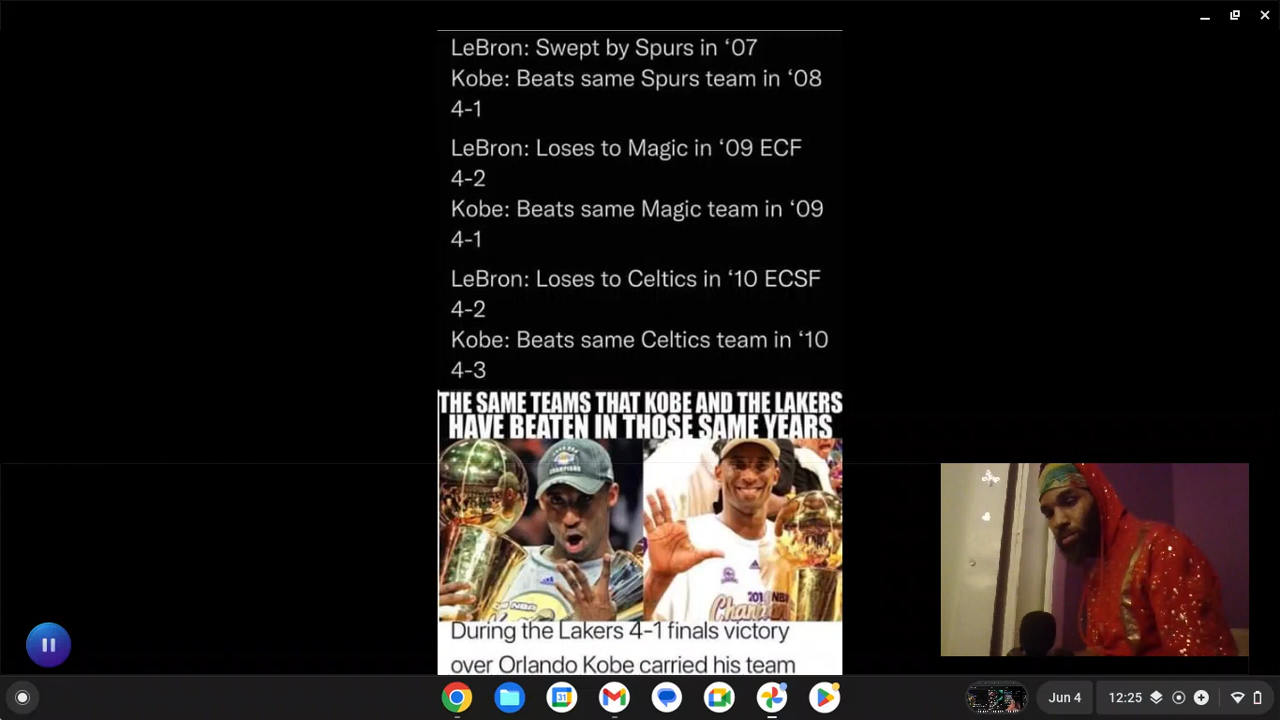 LeBron: Swept by Spurs in ‘07
Kobe: Beats same Spurs team in ‘08
4-1
LeBron: Loses to Magic in ‘09 ECF
4-2
Kobe: Beats same Magic team in ‘09
4-1
LeBron: Loses to Celtics in ‘10 ECSF
4-2
Kobe: Beats same Celtics team in ‘10
4-3
THE SAME TEAMS THAT KOBE AND THE LAKERS
HAVE BEATEN IN THOSE SAME YEARS
CHAMPIONS
NBA
NBA
During the Lakers 4-1 finals victory
over Orlando Kobe carried his team
31
Jun 4
12:25